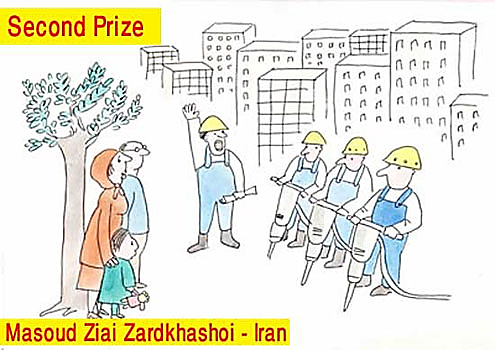 Second Prize
Masoud Ziai Zardkhashoi - Iran